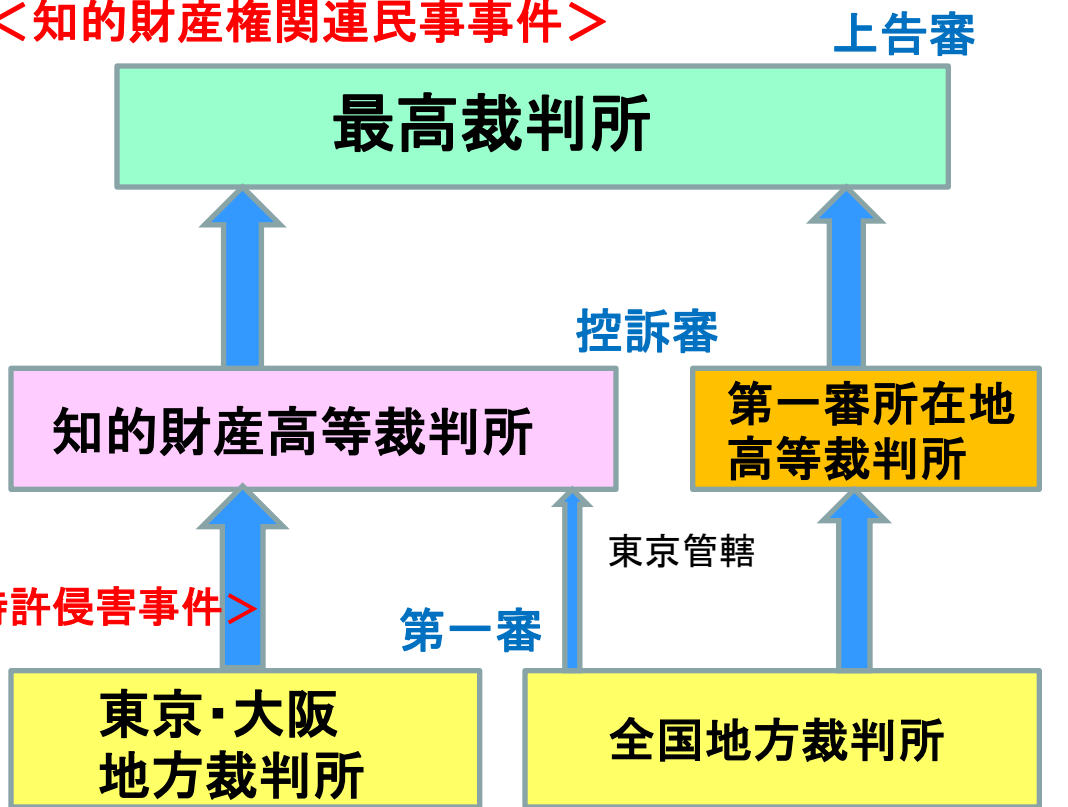 ＜知的財産権関連民事事件＞
上告審
最高裁判所
控訴審
知的財産高等裁判所
第一審所在地
高等裁判所
東京管轄
許侵害事件＞
第一審
東京・大阪
地方裁判所
全国地方裁判所